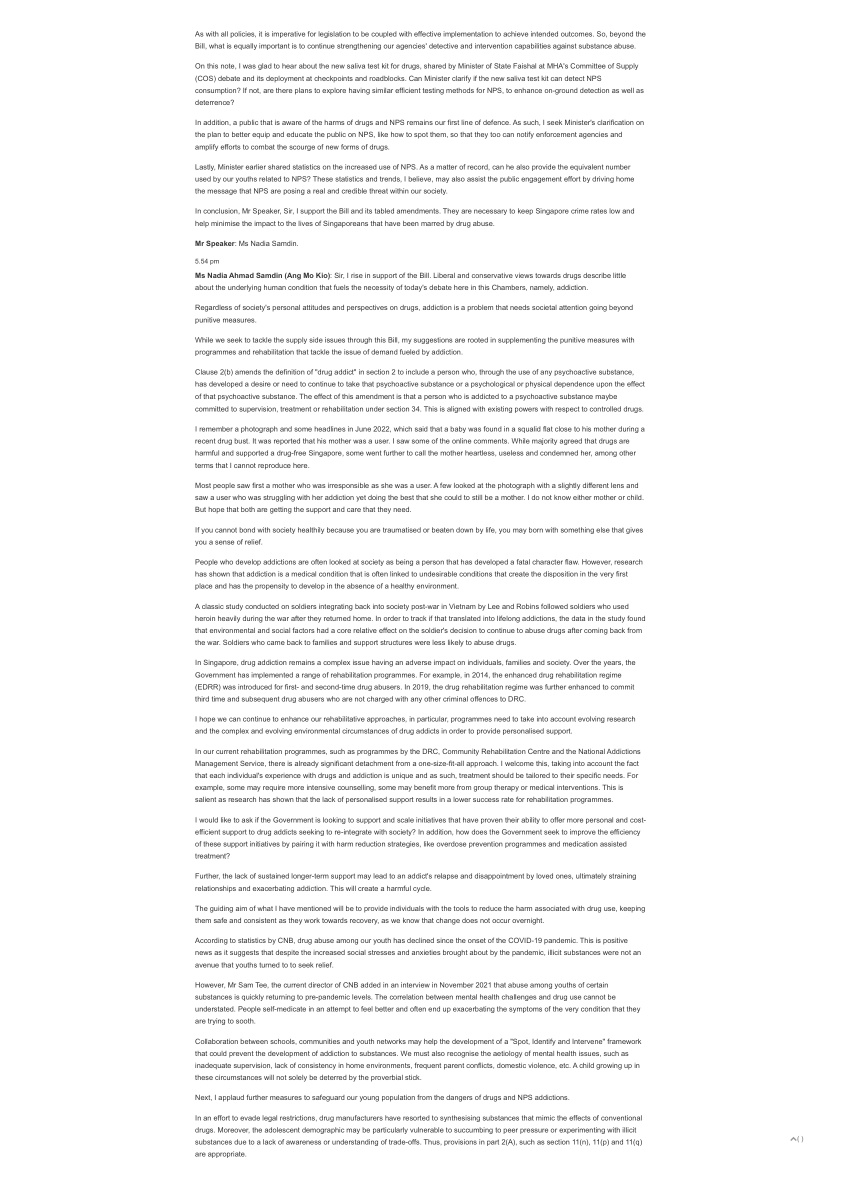 As with all policies, it is imperative for legislation to be coupled with effective implementation to achieve intended outcomes. So, beyond the
Bill, what is equally important is to continue strengthening our agencies' detective and intervention capabilities against substance abuse.
On this note, I was glad to hear about the new saliva test kit for drugs, shared by Minister of State Faishal at MHA's Committee of Supply
(COS) debate and its deployment at checkpoints and roadblocks. Can Minister clarify if the new saliva test kit can detect NPS
consumption? If not, are there plans to explore having similar efficient testing methods for NPS, to enhance on-ground detection as well as
deterrence?
In addition, a public that is aware of the harms of drugs and NPS remains our first line of defence. As such, I seek Minister's clarification on
the plan to better equip and educate the public on NPS, like how to spot them, so that they too can notify enforcement agencies and
amplify efforts to combat the scourge of new forms of drugs.
Lastly, Minister earlier shared statistics on the increased use of NPS. As a matter of record, can he also provide the equivalent number
used by our youths related to NPS? These statistics and trends, I believe, may also assist the public engagement effort by driving home
the message that NPS are posing a real and credible threat within our society.
In conclusion, Mr Speaker, Sir, I support the Bill and its tabled amendments. They are necessary to keep Singapore crime rates low and
help minimise the impact to the lives of Singaporeans that have been marred by drug abuse.
Mr Speaker: Ms Nadia Samdin.
5.54 pm
Ms Nadia Ahmad Samdin (Ang Mo Kio): Sir, I rise in support of the Bill. Liberal and conservative views towards drugs describe little
about the underlying human condition that fuels the necessity of today's debate here in this Chambers, namely, addiction.
Regardless of society's personal attitudes and perspectives on drugs, addiction is a problem that needs societal attention going beyond
punitive measures.
While we seek to tackle the supply side issues through this Bill, my suggestions are rooted in supplementing the punitive measures with
programmes and rehabilitation that tackle the issue of demand fueled by addiction.
Clause 2(b) amends the definition of "drug addict" in section 2 to include a person who, through the use of any psychoactive substance,
has developed a desire or need to continue to take that psychoactive substance or a psychological or physical dependence upon the effect
of that psychoactive substance. The effect of this amendment is that a person who is addicted to a psychoactive substance maybe
committed to supervision, treatment or rehabilitation under section 34. This is aligned with existing powers with respect to controlled drugs.
I remember a photograph and some headlines in June 2022, which said that a baby was found in a squalid flat close to his mother during a
recent drug bust. It was reported that his mother was a user. I saw some of the online comments. While majority agreed that drugs are
harmful and supported a drug-free Singapore, some went further to call the mother heartless, useless and condemned her, among other
terms that I cannot reproduce here.
Most people saw first a mother who was irresponsible as she was a user. A few looked at the photograph with a slightly different lens and
saw a user who was struggling with her addiction yet doing the best that she could to still be a mother. I do not know either mother or child.
But hope that both are getting the support and care that they need.
If you cannot bond with society healthily because you are traumatised or beaten down by life, you may born with something else that gives
you a sense of relief.
People who develop addictions are often looked at society as being a person that has developed a fatal character flaw. However, research
has shown that addiction is a medical condition that is often linked to undesirable conditions that create the disposition in the very first
place and has the propensity to develop in the absence of a healthy environment.
A classic study conducted on soldiers integrating back into society post-war in Vietnam by Lee and Robins followed soldiers who used
heroin heavily during the war after they returned home. In order to track if that translated into lifelong addictions, the data in the study found
that environmental and social factors had a core relative effect on the soldier's decision to continue to abuse drugs after coming back from
the war. Soldiers who came back to families and support structures were less likely to abuse drugs.
In Singapore, drug addiction remains a complex issue having an adverse impact on individuals, families and society. Over the years, the
Government has implemented a range of rehabilitation programmes. For example, in 2014, the enhanced drug rehabilitation regime
(EDRR) was introduced for first- and second-time drug abusers. In 2019, the drug rehabilitation regime was further enhanced to commit
third time and subsequent drug abusers who are not charged with any other criminal offences to DRC.
I hope we can continue to enhance our rehabilitative approaches, in particular, programmes need to take into account evolving research
and the complex and evolving environmental circumstances of drug addicts in order to provide personalised support.
In our current rehabilitation programmes, such as programmes by the DRC, Community Rehabilitation Centre and the National Addictions
Management Service, there is already significant detachment from a one-size-fit-all approach. I welcome this, taking into account the fact
that each individual's experience with drugs and addiction is unique and as such, treatment should be tailored to their specific needs. For
example, some may require more intensive counselling, some may benefit more from group therapy or medical interventions. This is
salient as research has shown that the lack of personalised support results in a lower success rate for rehabilitation programmes.
I would like to ask if the Government is looking to support and scale initiatives that have proven their ability to offer more personal and cost-
efficient support to drug addicts seeking to re-integrate with society? In addition, how does the Government seek to improve the efficiency
of these support initiatives by pairing it with harm reduction strategies, like overdose prevention programmes and medication assisted
treatment?
Further, the lack of sustained longer-term support may lead to an addict's relapse and disappointment by loved ones, ultimately straining
relationships and exacerbating addiction. This will create a harmful cycle.
The guiding aim of what I have mentioned will be to provide individuals with the tools to reduce the harm associated with drug use, keeping
them safe and consistent as they work towards recovery, as we know that change does not occur overnight.
According to statistics by CNB, drug abuse among our youth has declined since the onset of the COVID-19 pandemic. This is positive
news as it suggests that despite the increased social stresses and anxieties brought about by the pandemic, illicit substances were not an
avenue that youths turned to to seek relief.
However, Mr Sam Tee, the current director of CNB added in an interview in November 2021 that abuse among youths of certain
substances is quickly returning to pre-pandemic levels. The correlation between mental health challenges and drug use cannot be
understated. People self-medicate in an attempt to feel better and often end up exacerbating the symptoms of the very condition that they
are trying to sooth.
Collaboration between schools, communities and youth networks may help the development of a "Spot, Identify and Intervene" framework
that could prevent the development of addiction to substances. We must also recognise the aetiology of mental health issues, such as
inadequate supervision, lack of consistency in home environments, frequent parent conflicts, domestic violence, etc. A child growing up in
these circumstances will not solely be deterred by the proverbial stick.
Next, I applaud further measures to safeguard our young population from the dangers of drugs and NPS addictions.
In an effort to evade legal restrictions, drug manufacturers have resorted to synthesising substances that mimic the effects of conventional
drugs. Moreover, the adolescent demographic may be particularly vulnerable to succumbing to peer pressure or experimenting with illicit
substances due to a lack of awareness or understanding of trade-offs. Thus, provisions in part 2(A), such as section 11(n), 11(p) and 11(q)
are appropriate.